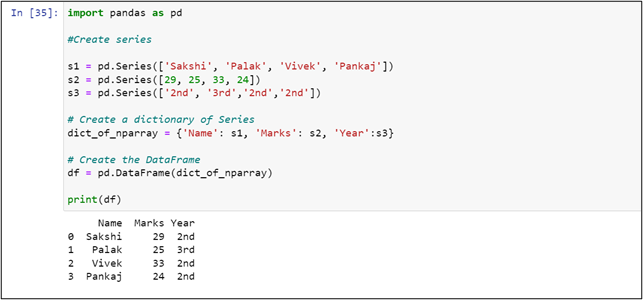 In [35]: import pandas as pd
#Create series
s1 = pd.Series(['Sakshi', 'Palak', 'Vivek', 'Pankaj'])
s2 = pd.Series([29, 25, 33, 24])
s3 = pd.Series(['2nd', '3rd','2nd','2nd'])
# Create a dictionary of Series
dict_of_nparray = {'Name': s1, 'Marks': s2, 'Year':s3}
# Create the DataFrame
df = pd.DataFrame(dict_of_nparray)
print(df)
Name Marks Year
0 Sakshi 29 2nd
1 Palak 25 3rd
2 Vivek 33 2nd
3 Pankaj 24 2nd